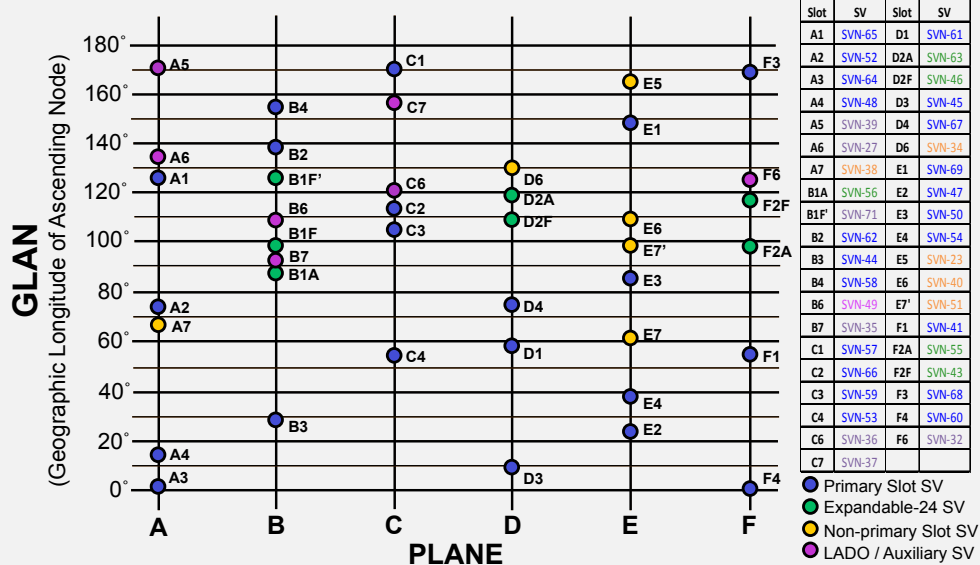 GLAN
(Geographic Longitude of Ascending Node)
180°
160°
140°
120°
100°
80°
60°
40°
20°
0°
A5
A6
A1
A2
A7
A4
A3
B4
B2
B1F'
B6
B1F
B7
B1A
B3
C1
C7
C6
C2
C3
C4
D6
D2A
D2F
D4
D1
D3
E5
E1
E6
E7'
E3
E7
E4
E2
F3
F6
F2F
F2A
F1
F4
A B C D E F
PLANE
Slot SV Slot SV
A1 SVN-65 D1 SVN-61
A2 SVN-52 D2A SVN-63
A3 SVN-64 D2F SVN-46
A4 SVN-48 D3 SVN-45
A5 SVN-39 D4 SVN-67
A6 SVN-27 D6 SVN-34
A7 SVN-38 E1 SVN-69
B1A SVN-56 E2 SVN-47
B1F' SVN-71 E3 SVN-50
B2 SVN-62 E4 SVN-54
B3 SVN-44 E5 SVN-23
B4 SVN-58 E6 SVN-40
B6 SVN-49 E7' SVN-51
B7 SVN-35 F1 SVN-41
C1 SVN-57 F2A SVN-55
C2 SVN-66 F2F SVN-43
C3 SVN-59 F3 SVN-68
C4 SVN-53 F4 SVN-60
C6 SVN-36 F6 SVN-32
C7 SVN-37
Primary Slot SV
Expandable-24 SV
Non-primary Slot SV
LADO / Auxiliary SV